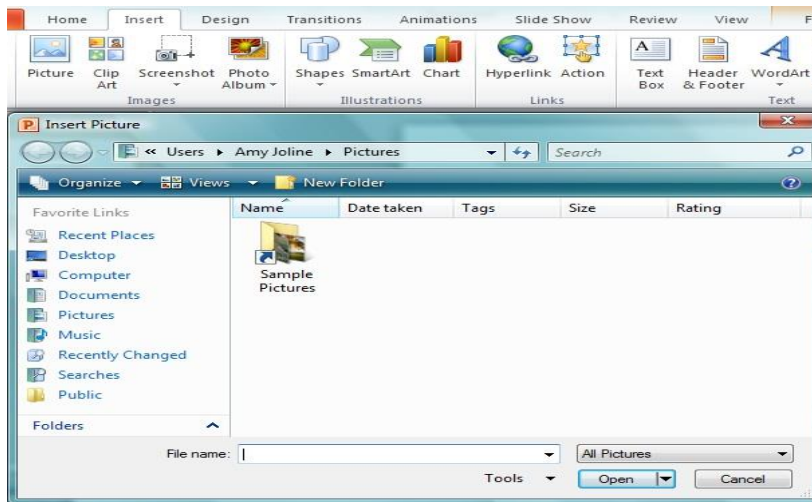 Home Insert Design Transitions Animations Slide Show Review View F
Picture Clip Art Screenshot Photo Album Shapes SmartArt Chart Hyperlink Action Text Box Header & Footer WordArt
Images Illustrations Links Text
P Insert Picture
« Users Amy Joline Pictures Search
Organize Views New Folder
Favorite Links Name Date taken Tags Size Rating
Recent Places
Desktop
Computer
Documents
Pictures
Music
Recently Changed
Searches
Public
Sample
Pictures
Folders
File name: All Pictures
Tools Open Cancel